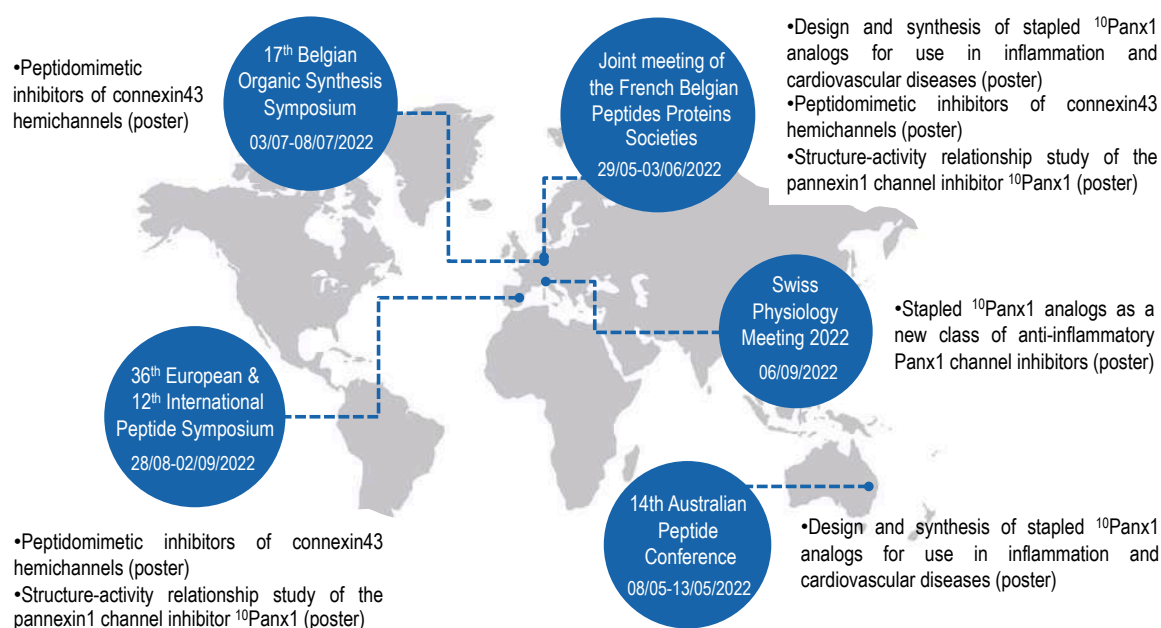 •Peptidomimetic
inhibitors of connexin43
hemichannels (poster)
17th Belgian
Organic Synthesis
Symposium
03/07-08/07/2022
Joint meeting of
the French Belgian
Peptides Proteins
Societies
29/05-03/06/2022
•Design and synthesis of stapled 10Panx1
analogs for use in inflammation and
cardiovascular diseases (poster)
•Peptidomimetic inhibitors of connexin43
hemichannels (poster)
•Structure-activity relationship study of the
pannexin1 channel inhibitor 10Panx1 (poster)
Swiss
Physiology
Meeting 2022
06/09/2022
•Stapled 10Panx1 analogs as a
new class of anti-inflammatory
Panx1 channel inhibitors (poster)
36th European &
12th International
Peptide Symposium
28/08-02/09/2022
•Peptidomimetic inhibitors of connexin43
hemichannels (poster)
•Structure-activity relationship study of the
pannexin1 channel inhibitor 10Panx1 (poster)
14th Australian
Peptide
Conference
08/05-13/05/2022
•Design and synthesis of stapled 10Panx1
analogs for use in inflammation and
cardiovascular diseases (poster)